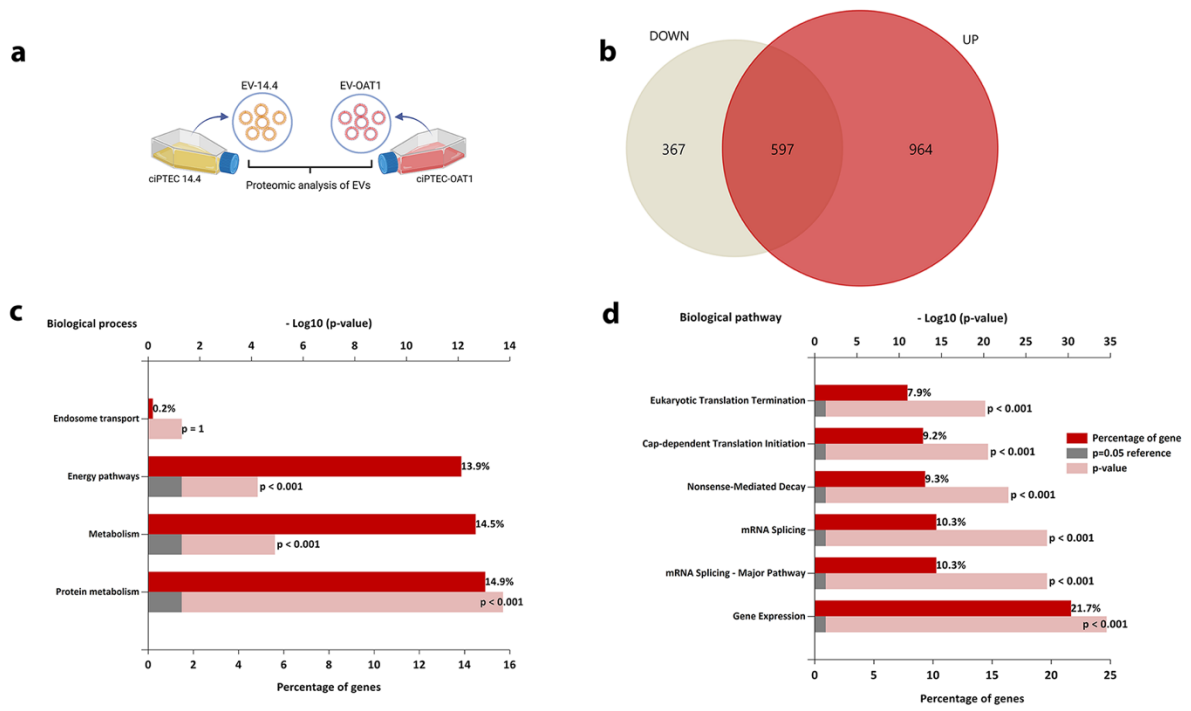 a
EV-14.4
EV-OAT1
ciPTEC 14.4
ciPTEC-OAT1
Proteomic analysis of EVs
b
DOWN
UP
367
597
964
c
Biological process
- Log10 (p-value)
0 2 4 6 8 10 12 14
Endosome transport
0.2%
p = 1
Energy pathways
13.9%
p < 0.001
Metabolism
14.5%
p < 0.001
Protein metabolism
14.9%
p < 0.001
0 2 4 6 8 10 12 14 16
Percentage of genes
d
Biological pathway
- Log10 (p-value)
0 5 10 15 20 25 30 35
Eukaryotic Translation Termination
7.9%
p < 0.001
Cap-dependent Translation Initiation
9.2%
p < 0.001
Nonsense-Mediated Decay
9.3%
p < 0.001
mRNA Splicing
10.3%
p < 0.001
mRNA Splicing - Major Pathway
10.3%
p < 0.001
Gene Expression
21.7%
p < 0.001
Percentage of gene
p=0.05 reference
p-value
0 5 10 15 20 25
Percentage of genes